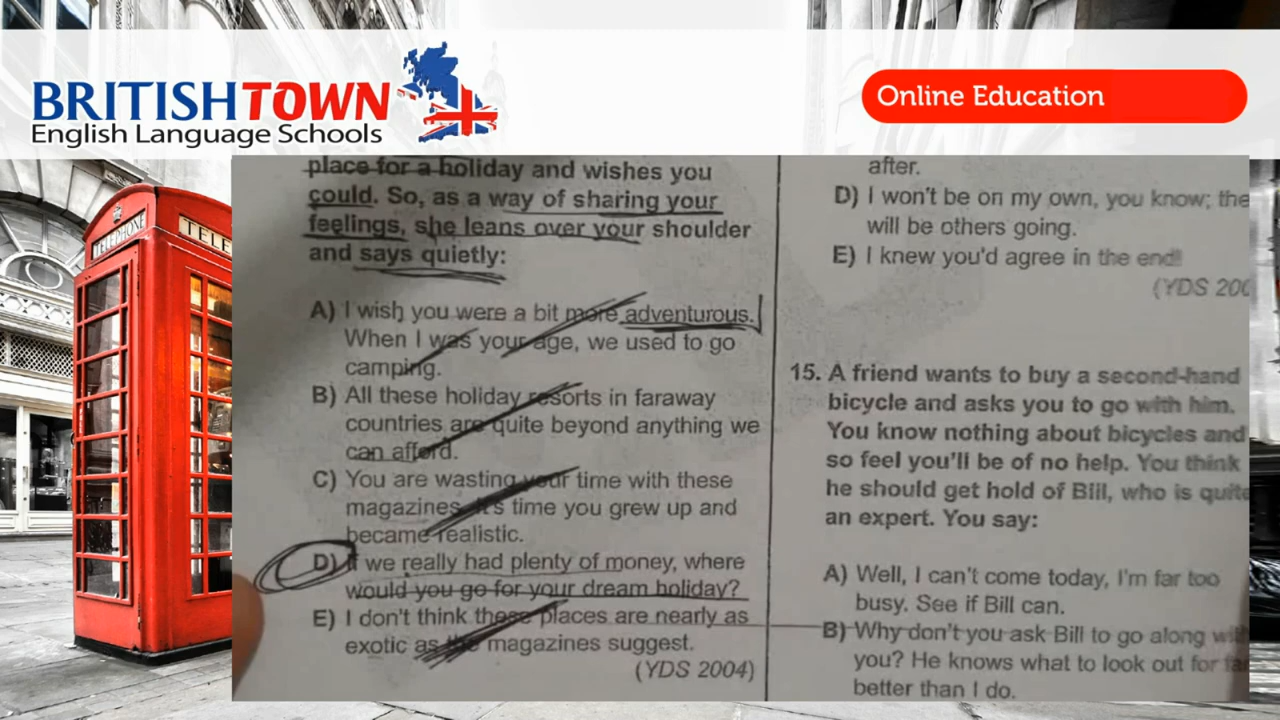 BRITISHTOWN
English Language Schools
Online Education
TELEPHONE
TELE
place for a holiday and wishes you
could. So, as a way of sharing your
feelings, she leans over your shoulder
and says quietly:
A) I wish you were a bit more adventurous.
When I was your age, we used to go
camping.
B) All these holiday resorts in faraway
countries are quite beyond anything we
can afford.
C) You are wasting your time with these
magazines. It's time you grew up and
became realistic.
D) If we really had plenty of money, where
would you go for your dream holiday?
E) I don't think these places are nearly as
exotic as the magazines suggest.
(YDS 2004)
after.
D) I won't be on my own, you know; the
will be others going.
E) I knew you'd agree in the end!
(YDS 200
15. A friend wants to buy a second-hand
bicycle and asks you to go with him.
You know nothing about bicycles and
so feel you'll be of no help. You think
he should get hold of Bill, who is quite
an expert. You say:
A) Well, I can't come today, I'm far too
busy. See if Bill can.
B) Why don't you ask Bill to go along with
you? He knows what to look out for far
better than I do.